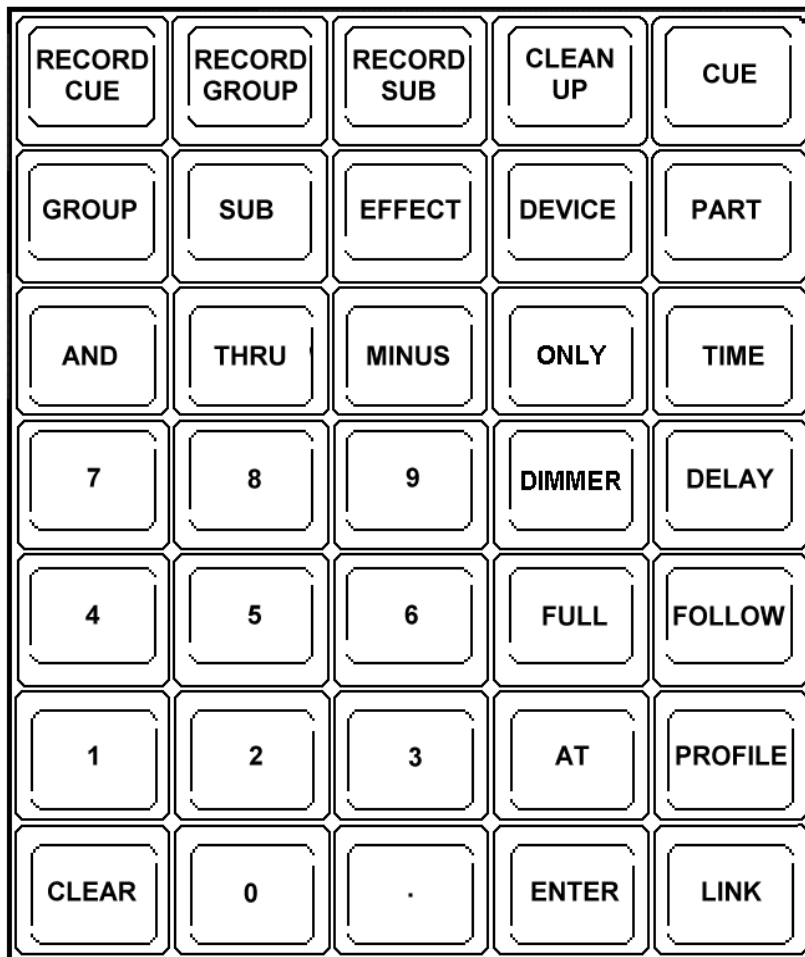 RECORD CUE RECORD GROUP RECORD SUB CLEAN UP CUE
GROUP SUB EFFECT DEVICE PART
AND THRU MINUS ONLY TIME
7 8 9 DIMMER DELAY
4 5 6 FULL FOLLOW
1 2 3 AT PROFILE
CLEAR 0 . ENTER LINK